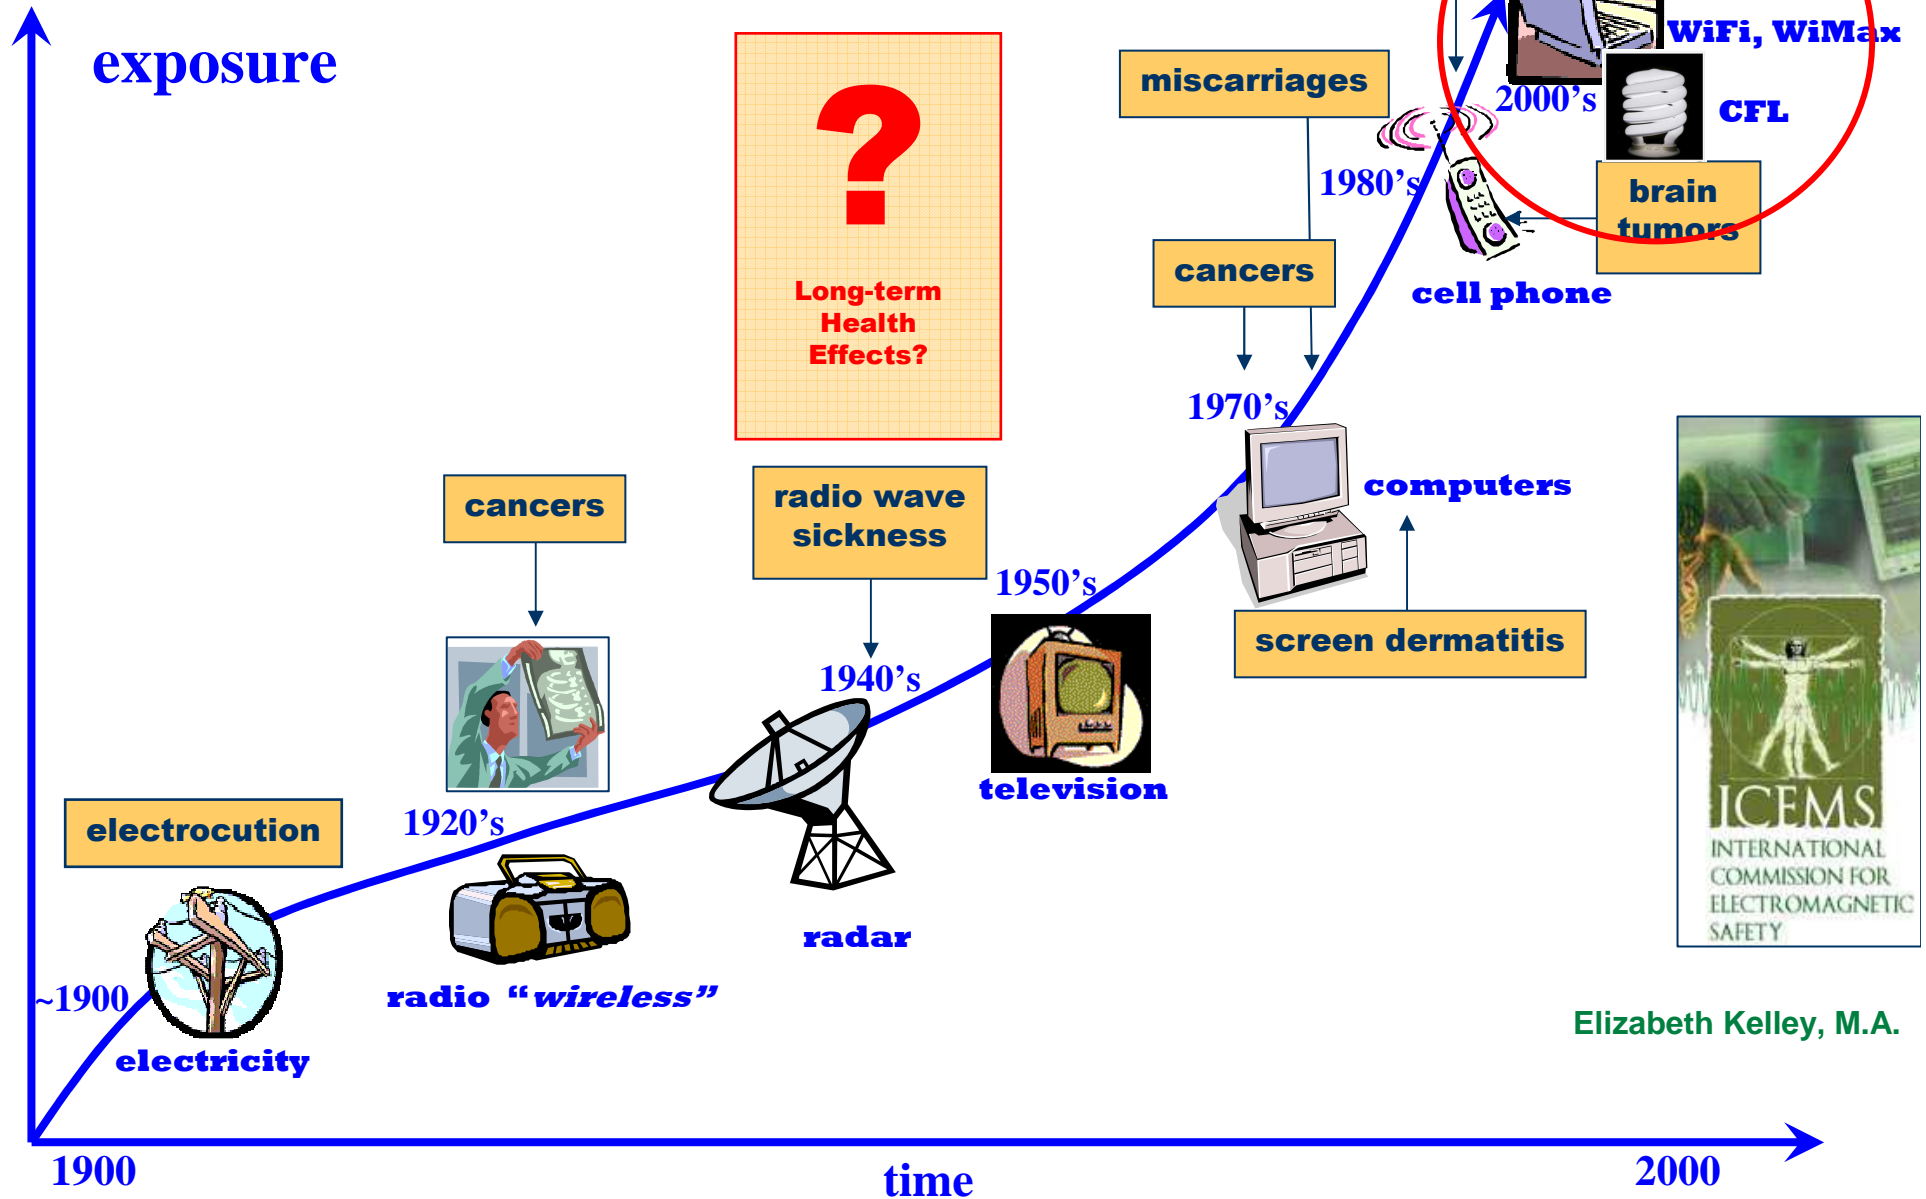 exposure
?
Long-term
Health
Effects?
miscarriages
WiFi, WiMax
2000's
CFL
1980's
brain
tumors
cancers
cell phone
1970's
cancers
radio wave
sickness
computers
1950's
screen dermatitis
1940's
television
electrocution
1920's
radar
radio “wireless”
~1900
electricity
ICEMS
INTERNATIONAL
COMMISSION FOR
ELECTROMAGNETIC
SAFETY
Elizabeth Kelley, M.A.
1900
time
2000